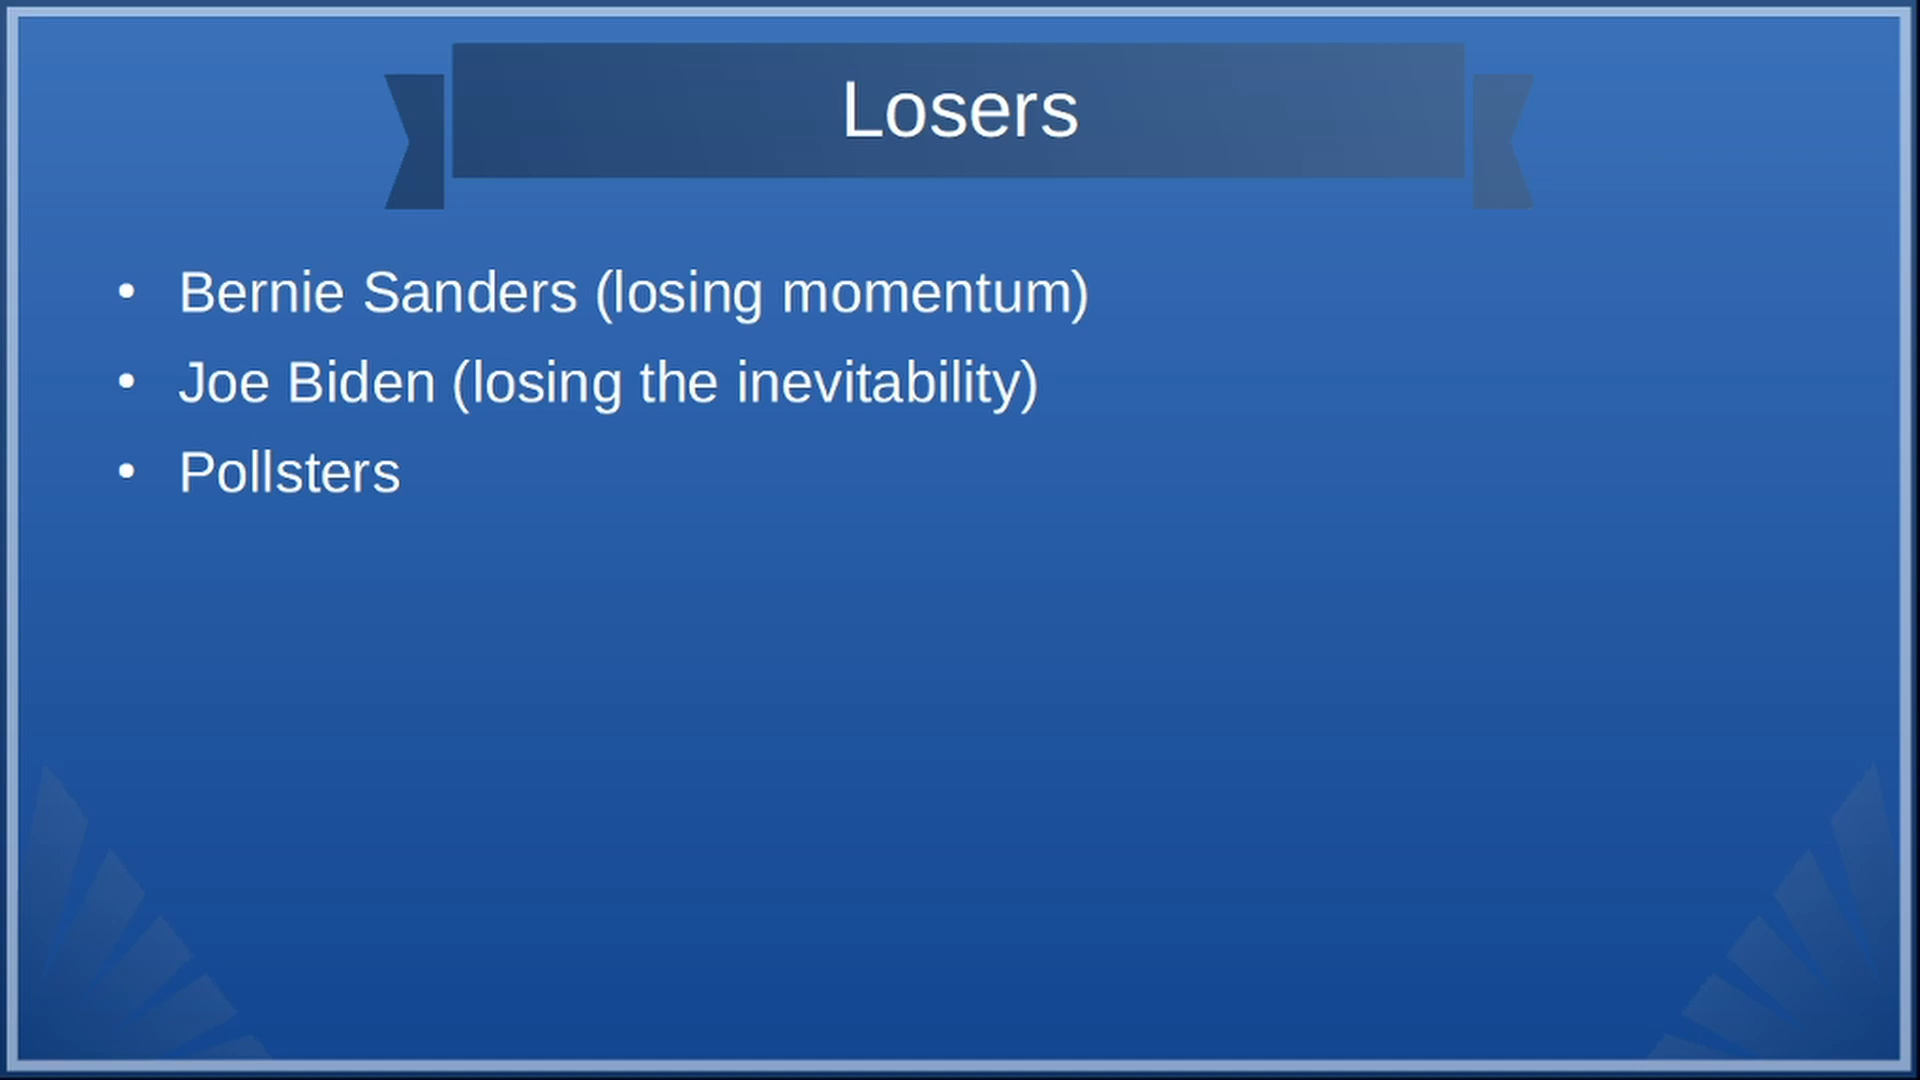 Losers
• Bernie Sanders (losing momentum)
• Joe Biden (losing the inevitability)
• Pollsters